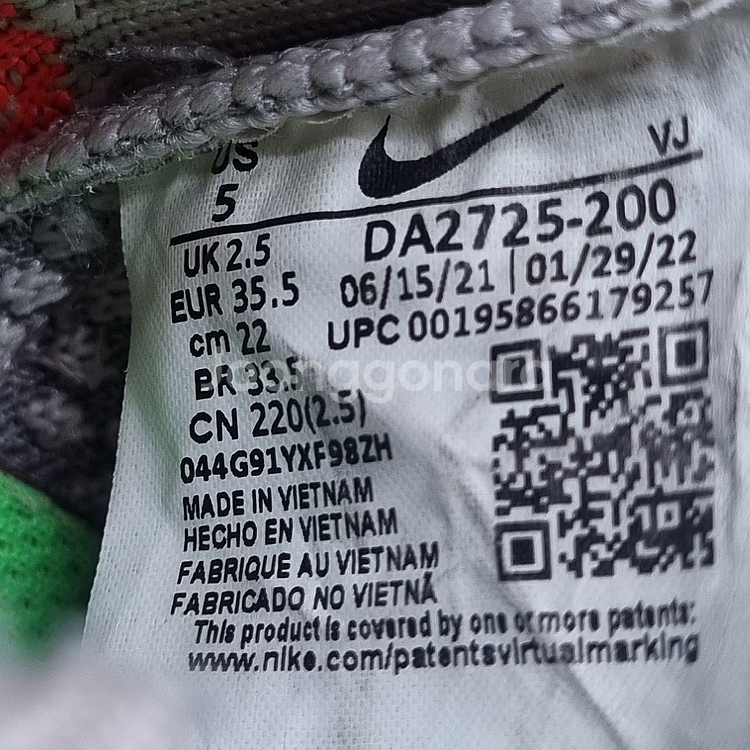 US
VJ
5
UK 2.5
DA2725-200
EUR 35.5
06/15/21 | 01/29/22
cm 22
UPC 00195866179257
BR 33.5
CN 220(2.5)
044G91YXF98ZH
MADE IN VIETNAM
HECHO EN VIETNAM
FABRIQUE AU VIETNAM
FABRICADO NO VIETNÃ
This product is covered by one or more patents:
www.nike.com/patentsvirtualmarking